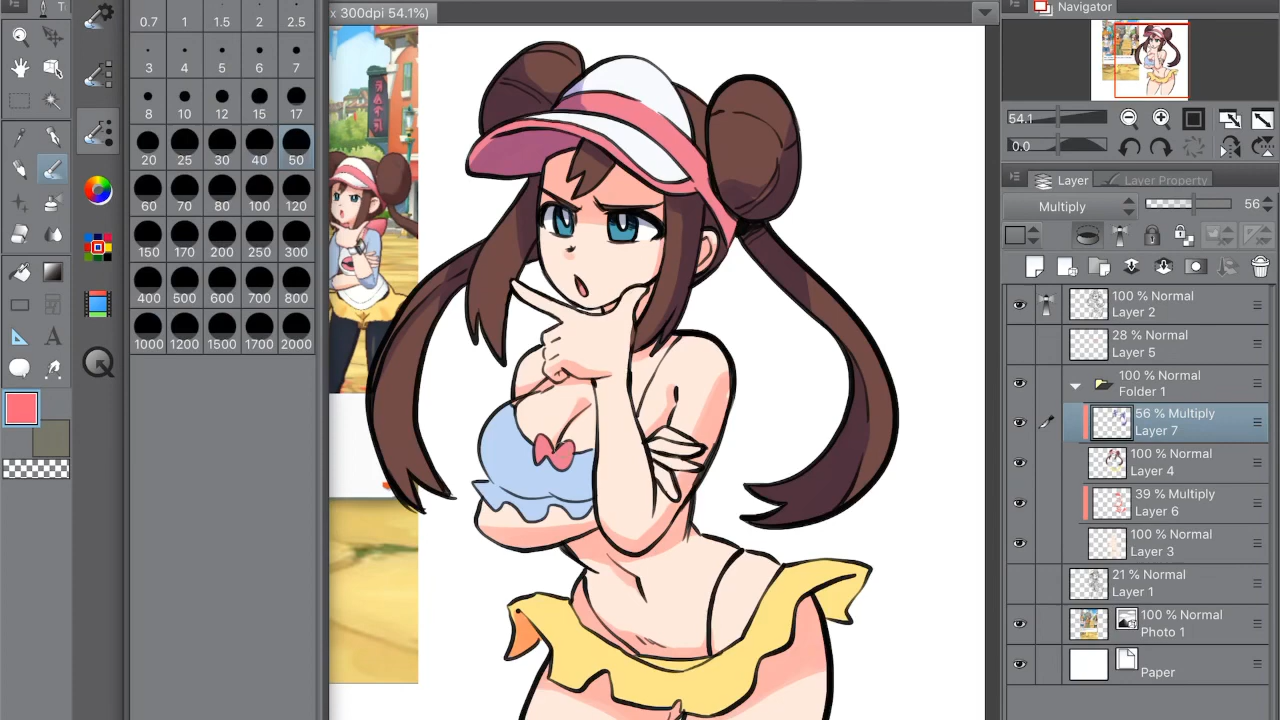 x 300dpi 54.1%)
0.7 1 1.5 2 2.5
3 4 5 6 7
8 10 12 15 17
20 25 30 40 50
60 70 80 100 120
150 170 200 250 300
400 500 600 700 800
1000 1200 1500 1700 2000
Navigator
54.1
0.0
Layer Layer Property
Multiply 56
100 % Normal
Layer 2
28 % Normal
Layer 5
100 % Normal
Folder 1
56 % Multiply
Layer 7
100 % Normal
Layer 4
39 % Multiply
Layer 6
100 % Normal
Layer 3
21 % Normal
Layer 1
100 % Normal
Photo 1
Paper